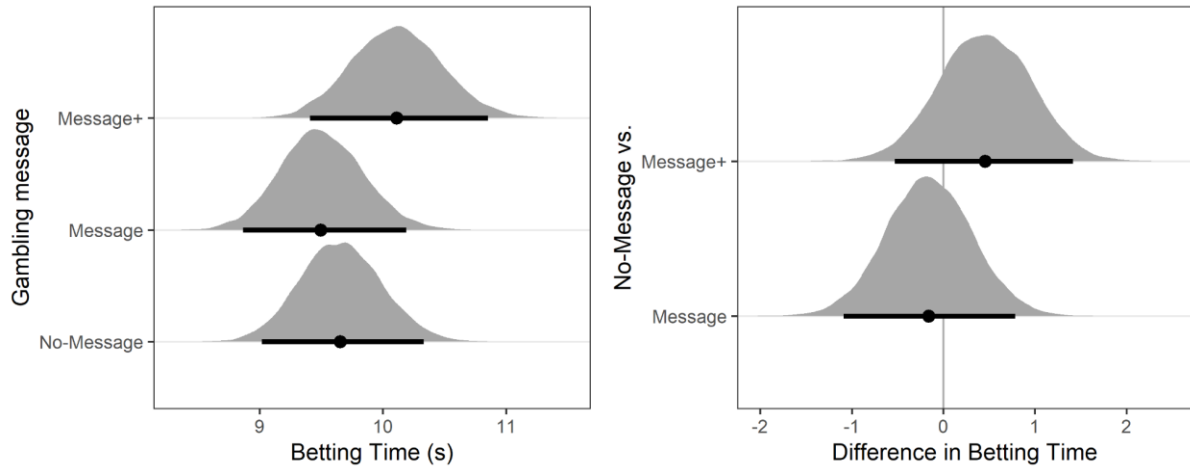 Gambling message
Message+
Message
No-Message
9
10
11
Betting Time (s)
No-Message vs.
Message+
Message
-2
-1
0
1
2
Difference in Betting Time